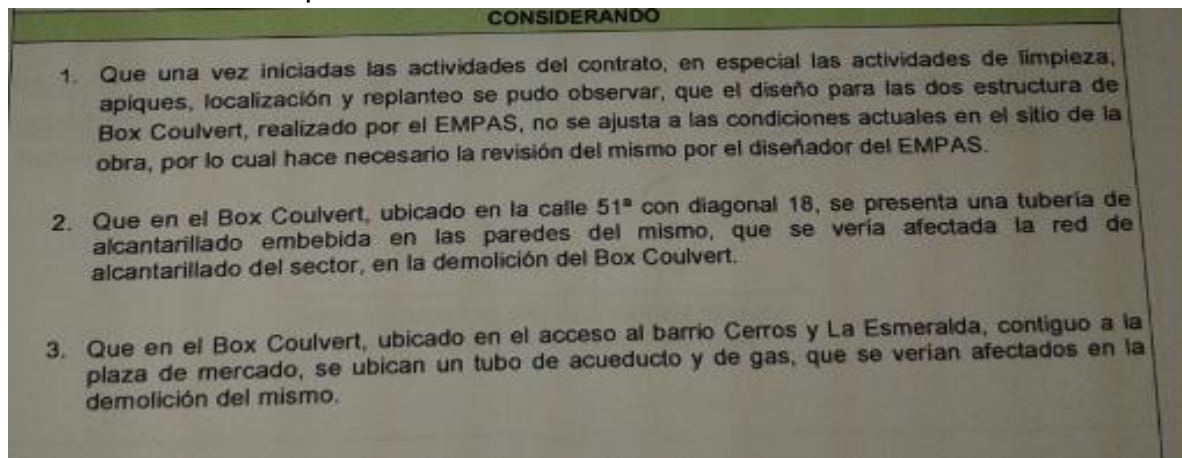 CONSIDERANDO
1. Que una vez iniciadas las actividades del contrato, en especial las actividades de limpieza,
apiques, localización y replanteo se pudo observar, que el diseño para las dos estructura de
Box Coulvert, realizado por el EMPAS, no se ajusta a las condiciones actuales en el sitio de la
obra, por lo cual hace necesario la revisión del mismo por el diseñador del EMPAS.
2. Que en el Box Coulvert, ubicado en la calle 51ª con diagonal 18, se presenta una tubería de
alcantarillado embebida en las paredes del mismo, que se vería afectada la red de
alcantarillado del sector, en la demolición del Box Coulvert.
3. Que en el Box Coulvert, ubicado en el acceso al barrio Cerros y La Esmeralda, contiguo a la
plaza de mercado, se ubican un tubo de acueducto y de gas, que se verían afectados en la
demolición del mismo.